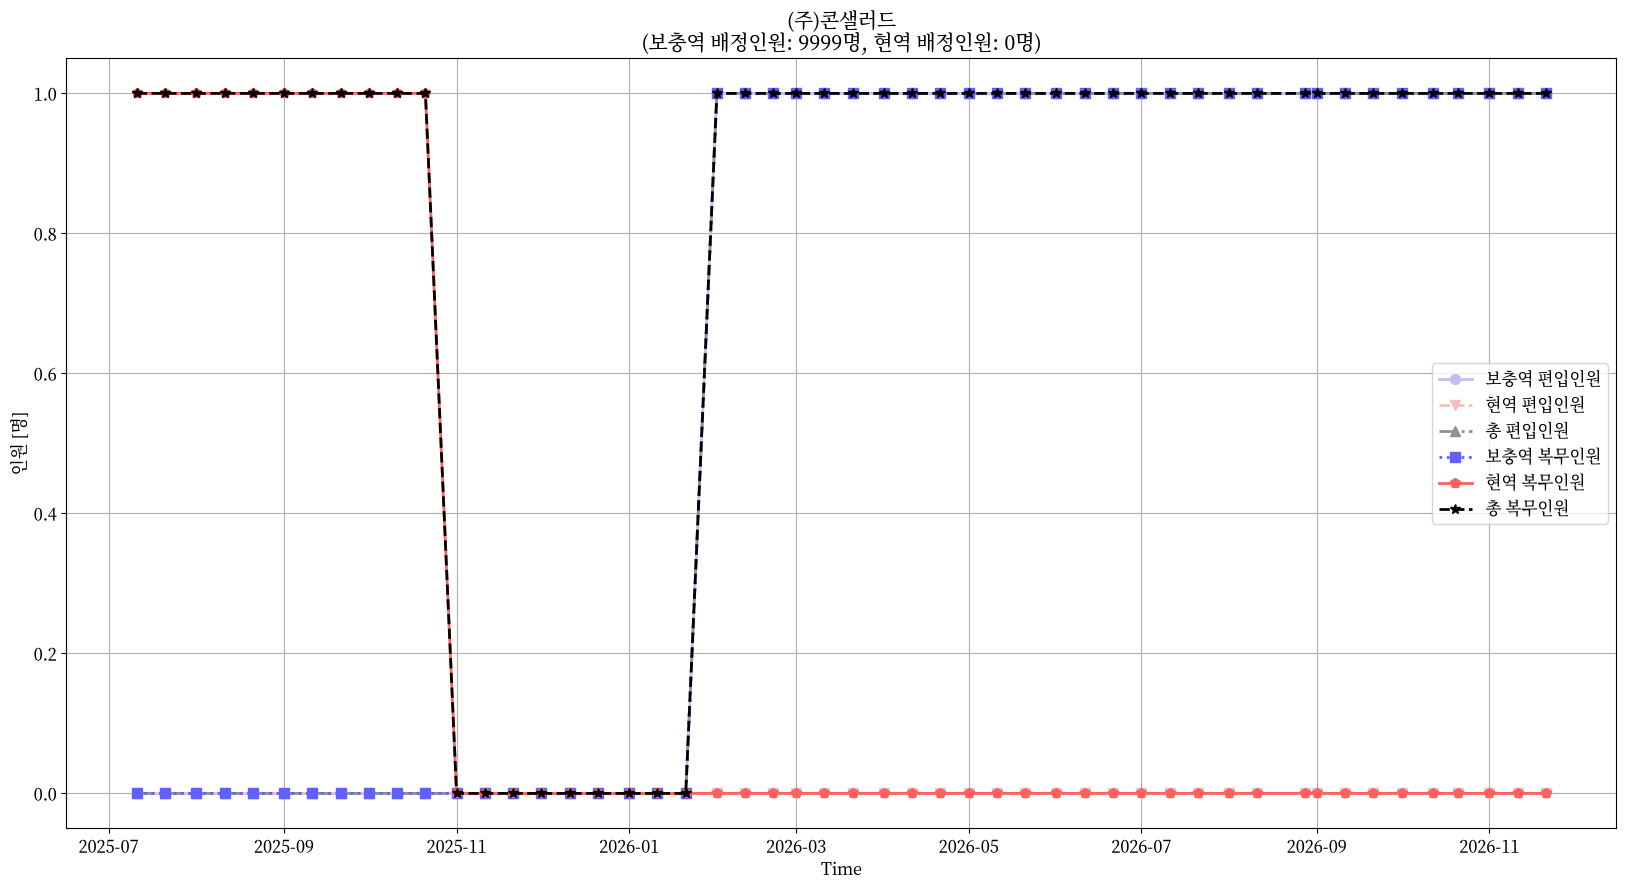 (주)콘샐러드
(보충역 배정인원: 9999명, 현역 배정인원: 0명)
1.0
0.8
0.6
0.4
0.2
0.0
인원 [명]
보충역 편입인원
현역 편입인원
총 편입인원
보충역 복무인원
현역 복무인원
총 복무인원
2025-07 2025-09 2025-11 2026-01 2026-03 2026-05 2026-07 2026-09 2026-11
Time